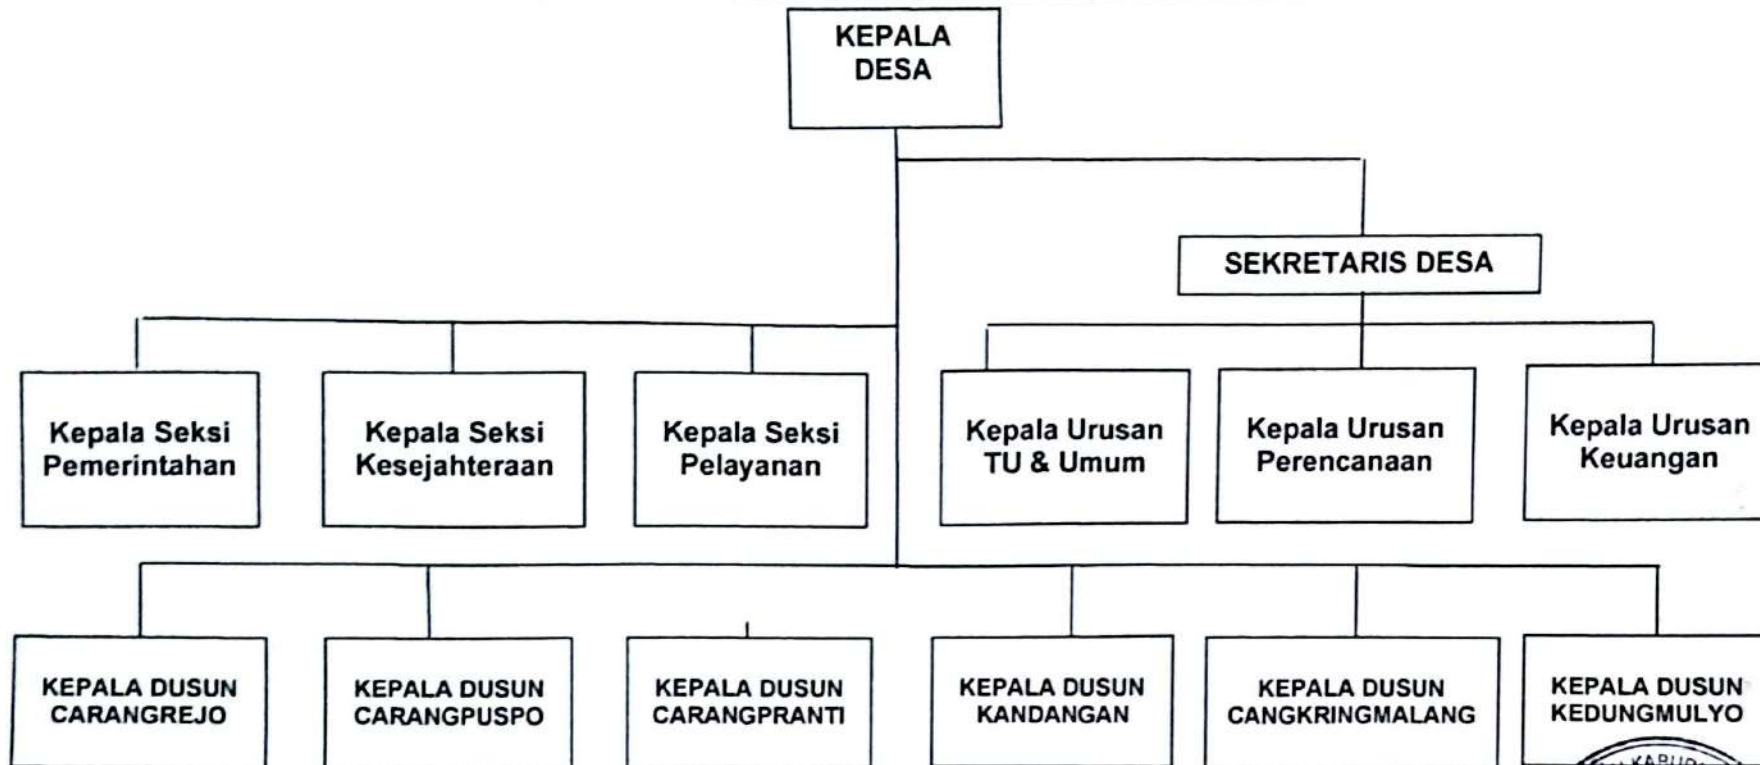 KEPALA
DESA
SEKRETARIS DESA
Kepala Seksi
Pemerintahan
Kepala Seksi
Kesejahteraan
Kepala Seksi
Pelayanan
Kepala Urusan
TU & Umum
Kepala Urusan
Perencanaan
Kepala Urusan
Keuangan
KEPALA DUSUN
CARANGREJO
KEPALA DUSUN
CARANGPUSPO
KEPALA DUSUN
CARANGPRANTI
KEPALA DUSUN
KANDANGAN
KEPALA DUSUN
CANGKRINGMALANG
KEPALA DUSUN
KEDUNGMULYO